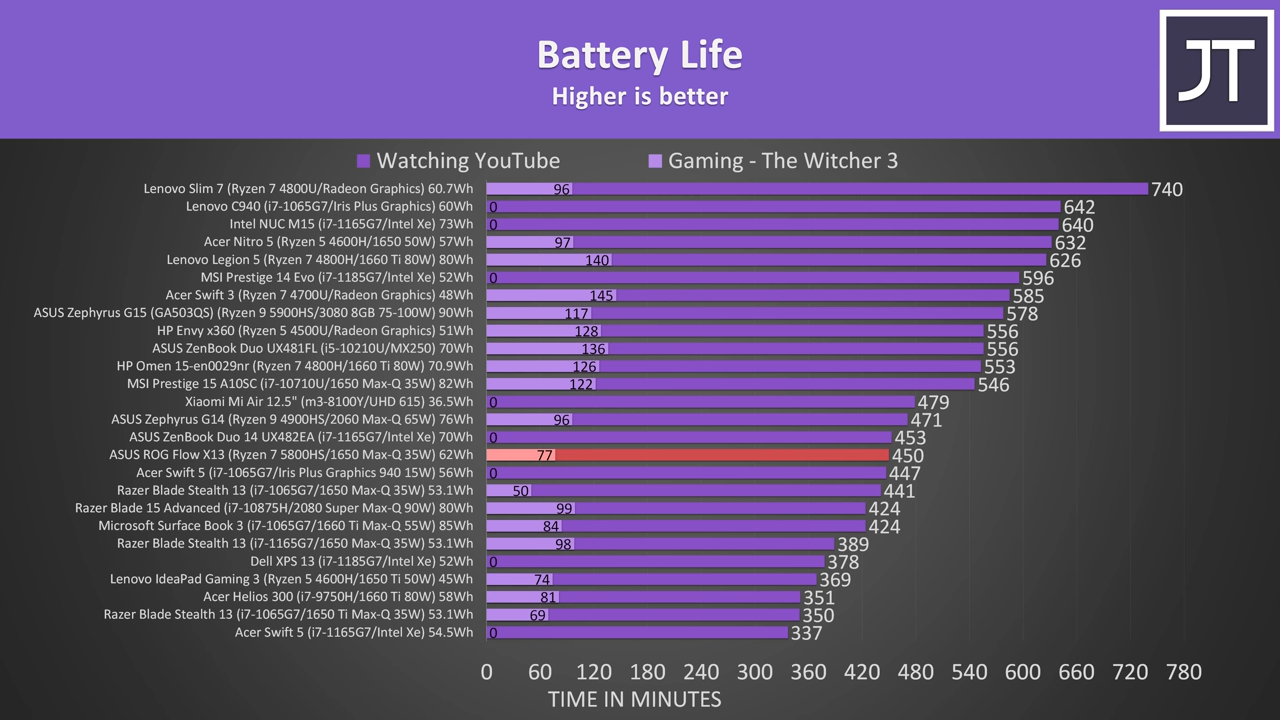 Battery Life
Higher is better
JT
Watching YouTube Gaming - The Witcher 3
Lenovo Slim 7 (Ryzen 7 4800U/Radeon Graphics) 60.7Wh 96 740
Lenovo C940 (i7-1065G7/Iris Plus Graphics) 60Wh 0 642
Intel NUC M15 (i7-1165G7/Intel Xe) 73Wh 0 640
Acer Nitro 5 (Ryzen 5 4600H/1650 50W) 57Wh 97 632
Lenovo Legion 5 (Ryzen 7 4800H/1660 Ti 80W) 80Wh 140 626
MSI Prestige 14 Evo (i7-1185G7/Intel Xe) 52Wh 0 596
Acer Swift 3 (Ryzen 7 4700U/Radeon Graphics) 48Wh 145 585
ASUS Zephyrus G15 (GA503QS) (Ryzen 9 5900HS/3080 8GB 75-100W) 90Wh 117 578
HP Envy x360 (Ryzen 5 4500U/Radeon Graphics) 51Wh 128 556
ASUS ZenBook Duo UX481FL (i5-10210U/MX250) 70Wh 136 556
HP Omen 15-en0029nr (Ryzen 7 4800H/1660 Ti 80W) 70.9Wh 126 553
MSI Prestige 15 A10SC (i7-10710U/1650 Max-Q 35W) 82Wh 122 546
Xiaomi Mi Air 12.5" (m3-8100Y/UHD 615) 36.5Wh 0 479
ASUS Zephyrus G14 (Ryzen 9 4900HS/2060 Max-Q 65W) 76Wh 96 471
ASUS ZenBook Duo 14 UX482EA (i7-1165G7/Intel Xe) 70Wh 0 453
ASUS ROG Flow X13 (Ryzen 7 5800HS/1650 Max-Q 35W) 62Wh 77 450
Acer Swift 5 (i7-1065G7/Iris Plus Graphics 940 15W) 56Wh 0 447
Razer Blade Stealth 13 (i7-1065G7/1650 Max-Q 35W) 53.1Wh 50 441
Razer Blade 15 Advanced (i7-10875H/2080 Super Max-Q 90W) 80Wh 99 424
Microsoft Surface Book 3 (i7-1065G7/1660 Ti Max-Q 55W) 85Wh 84 424
Razer Blade Stealth 13 (i7-1165G7/1650 Max-Q 35W) 53.1Wh 98 389
Dell XPS 13 (i7-1185G7/Intel Xe) 52Wh 0 378
Lenovo IdeaPad Gaming 3 (Ryzen 5 4600H/1650 Ti 50W) 45Wh 74 369
Acer Helios 300 (i7-9750H/1660 Ti 80W) 58Wh 81 351
Razer Blade Stealth 13 (i7-1065G7/1650 Ti Max-Q 35W) 53.1Wh 69 350
Acer Swift 5 (i7-1165G7/Intel Xe) 54.5Wh 0 337
0 60 120 180 240 300 360 420 480 540 600 660 720 780
TIME IN MINUTES